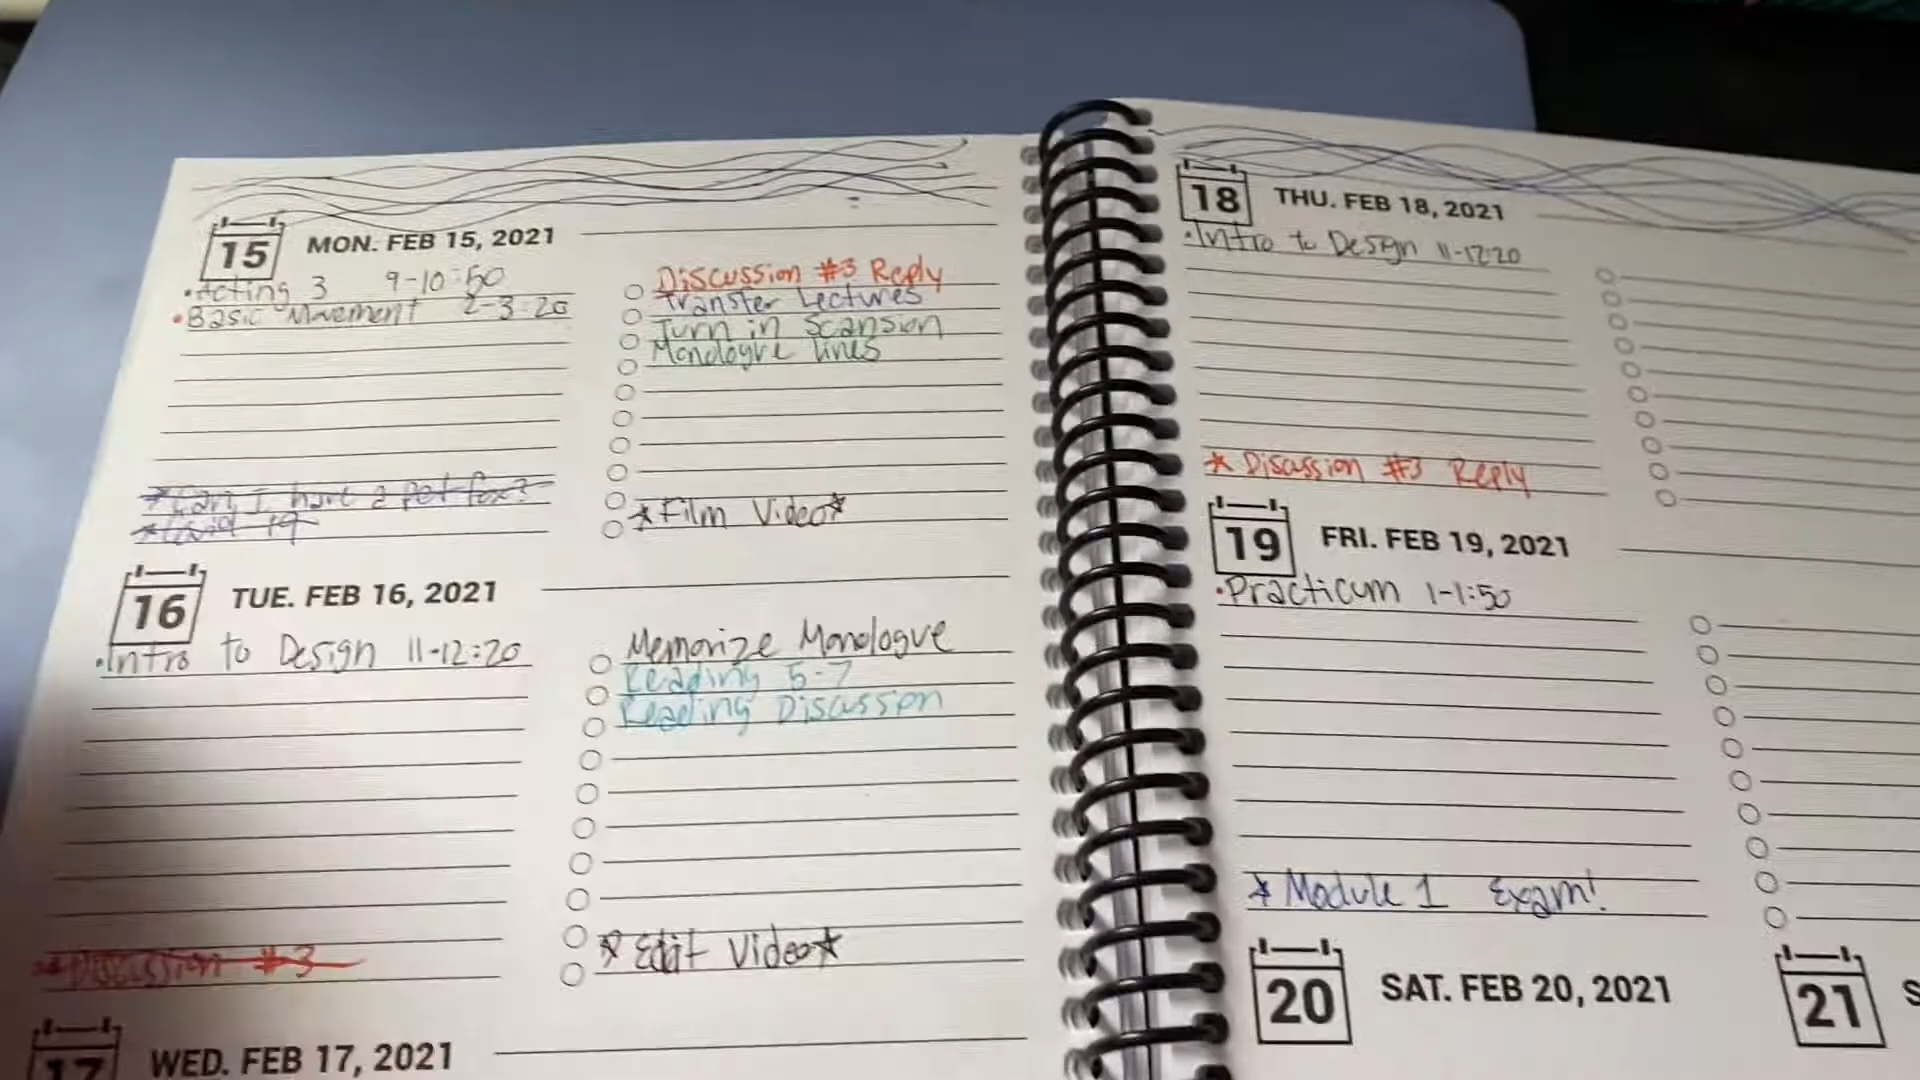 15 MON. FEB 15, 2021
•Acting 3 9-10:50
•Basic Movement 2-3:20
*Can I have a pet fox?
*Covid 19
Discussion #3 Reply
Transfer Lectures
Turn in Scansion
Monologue lines
*Film Video*
16 TUE. FEB 16, 2021
•Intro to Design 11-12:20
*Discussion #3
Memorize Monologue
Reading 5-7
Reading Discussion
*Edit Video*
17 WED. FEB 17, 2021
18 THU. FEB 18, 2021
•Intro to Design 11-12:20
*Discussion #3 Reply
19 FRI. FEB 19, 2021
•Practicum 1-1:50
*Module 1 Exam!
20 SAT. FEB 20, 2021
21 S